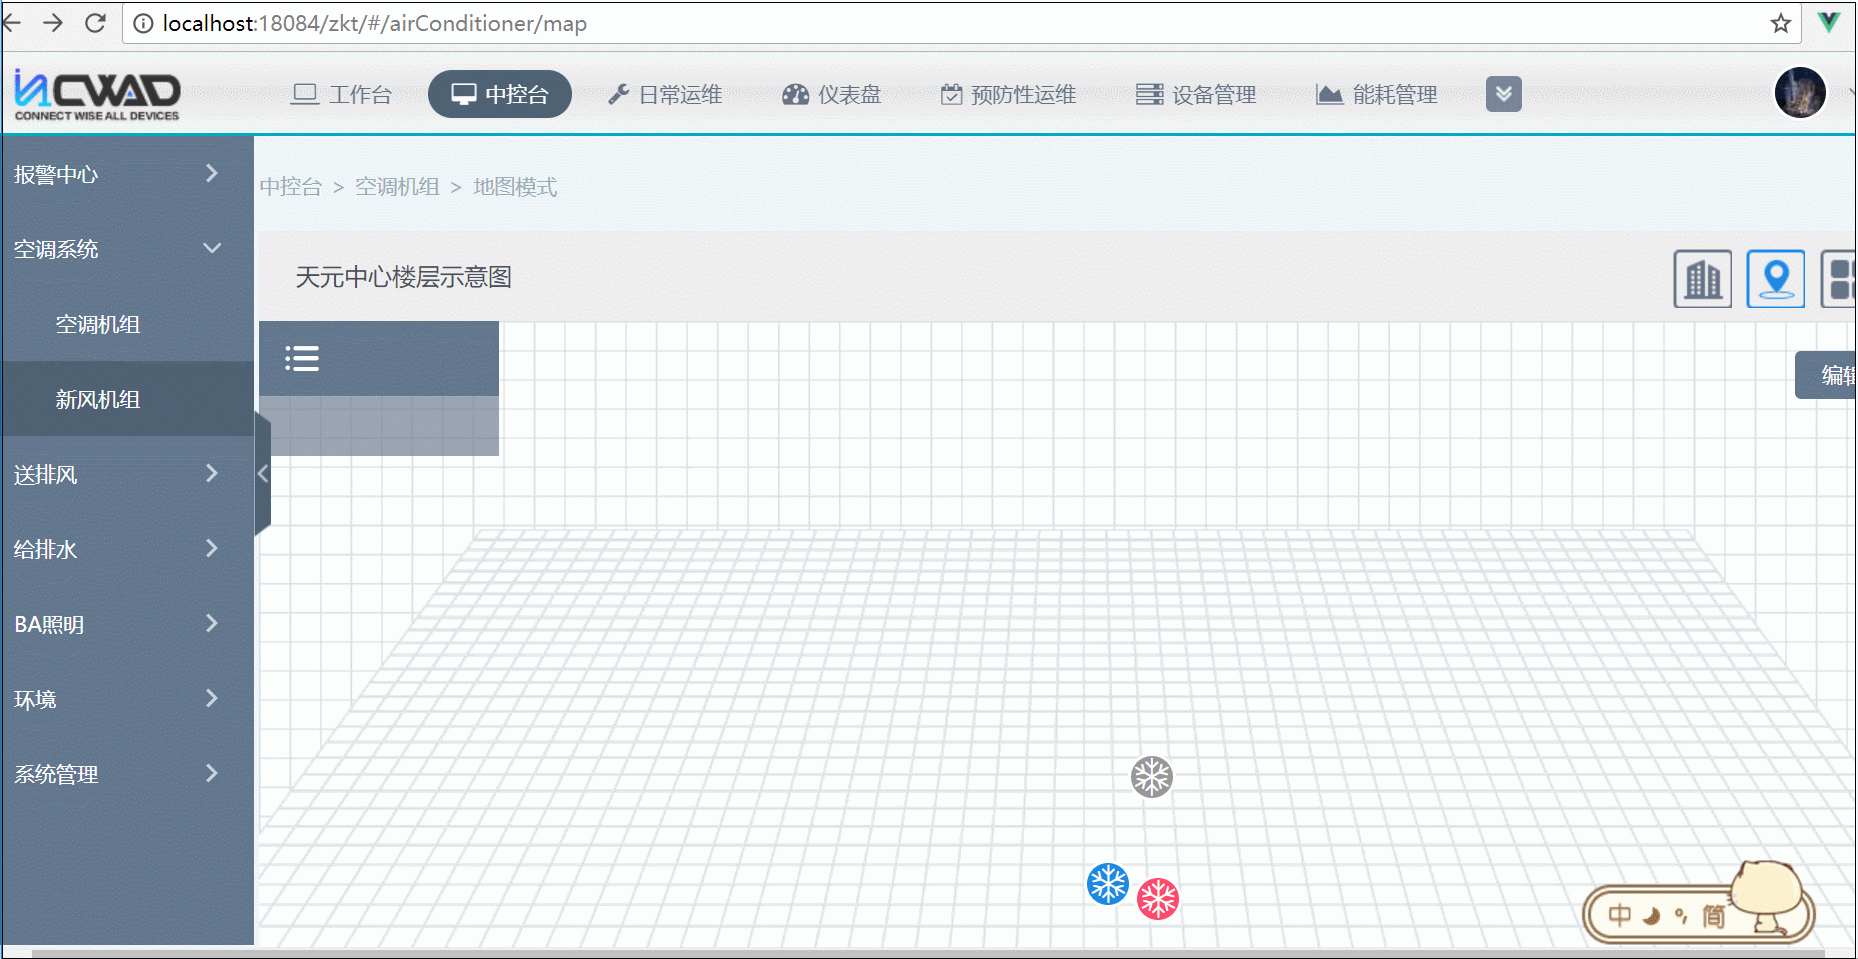 localhost:18084/zkt/#/airConditioner/map
inCWAD
CONNECT WISE ALL DEVICES
工作台 中控台 日常运维 仪表盘 预防性运维 设备管理 能耗管理
报警中心
空调系统
空调机组
新风机组
送排风
给排水
BA照明
环境
系统管理
中控台 > 空调机组 > 地图模式
天元中心楼层示意图
编辑
中 简